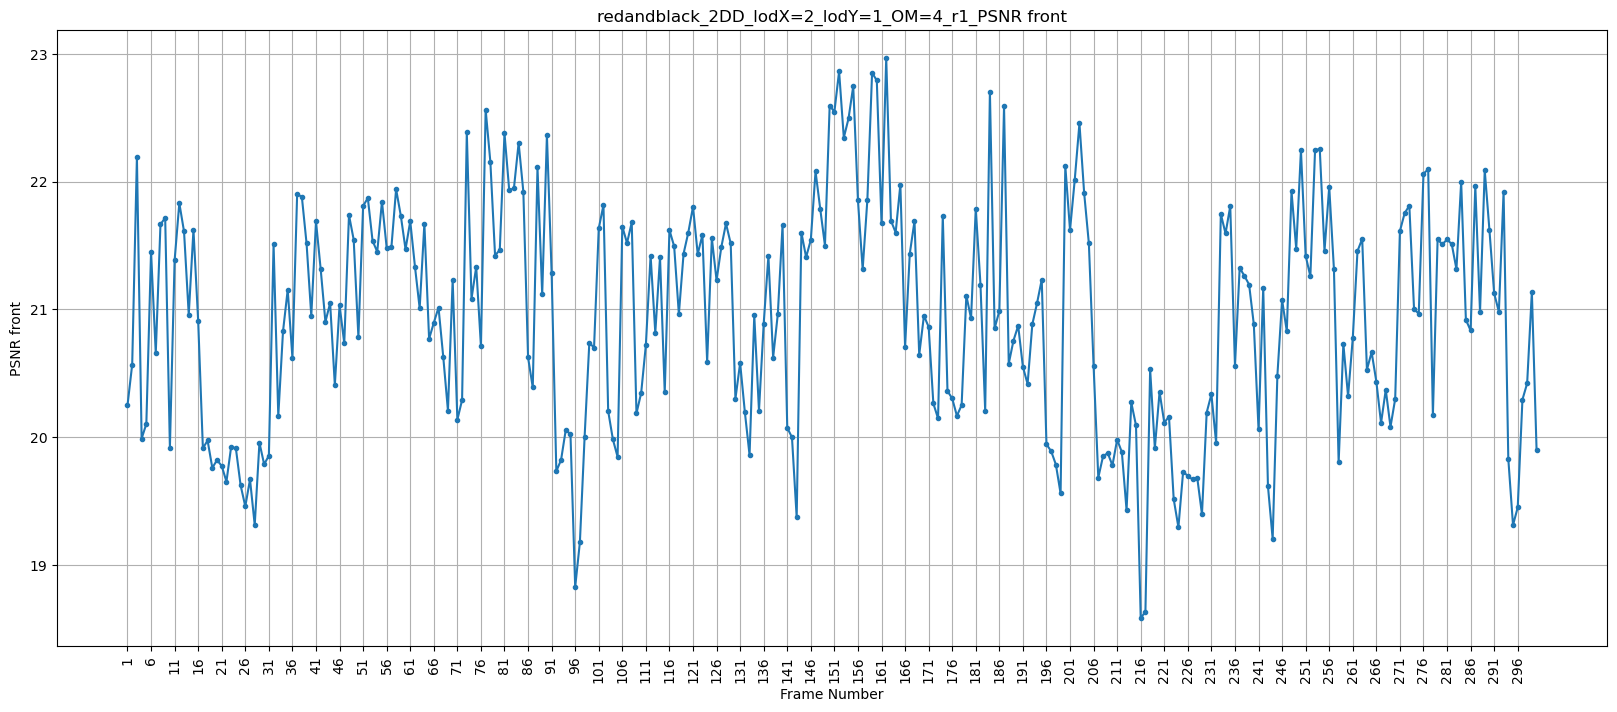 redandblack_2DD_lodX=2_lodY=1_OM=4_r1_PSNR front
PSNR front
23
22
21
20
19
1 6 11 16 21 26 31 36 41 46 51 56 61 66 71 76 81 86 91 96 101 106 111 116 121 126 131 136 141 146 151 156 161 166 171 176 181 186 191 196 201 206 211 216 221 226 231 236 241 246 251 256 261 266 271 276 281 286 291 296
Frame Number